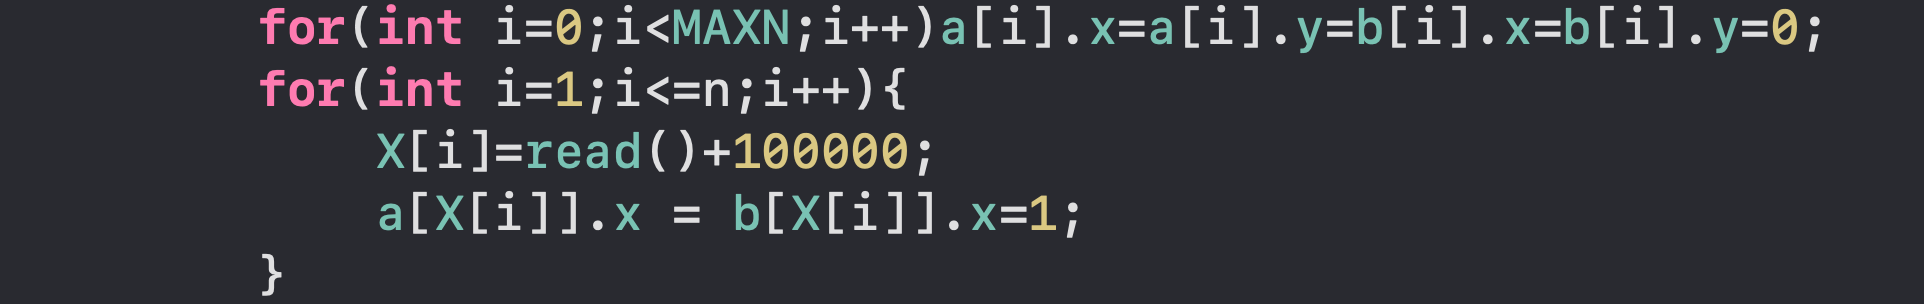 for(int i=0;i<MAXN;i++)a[i].x=a[i].y=b[i].x=b[i].y=0;
for(int i=1;i<=n;i++){
X[i]=read()+100000;
a[X[i]].x = b[X[i]].x=1;
}